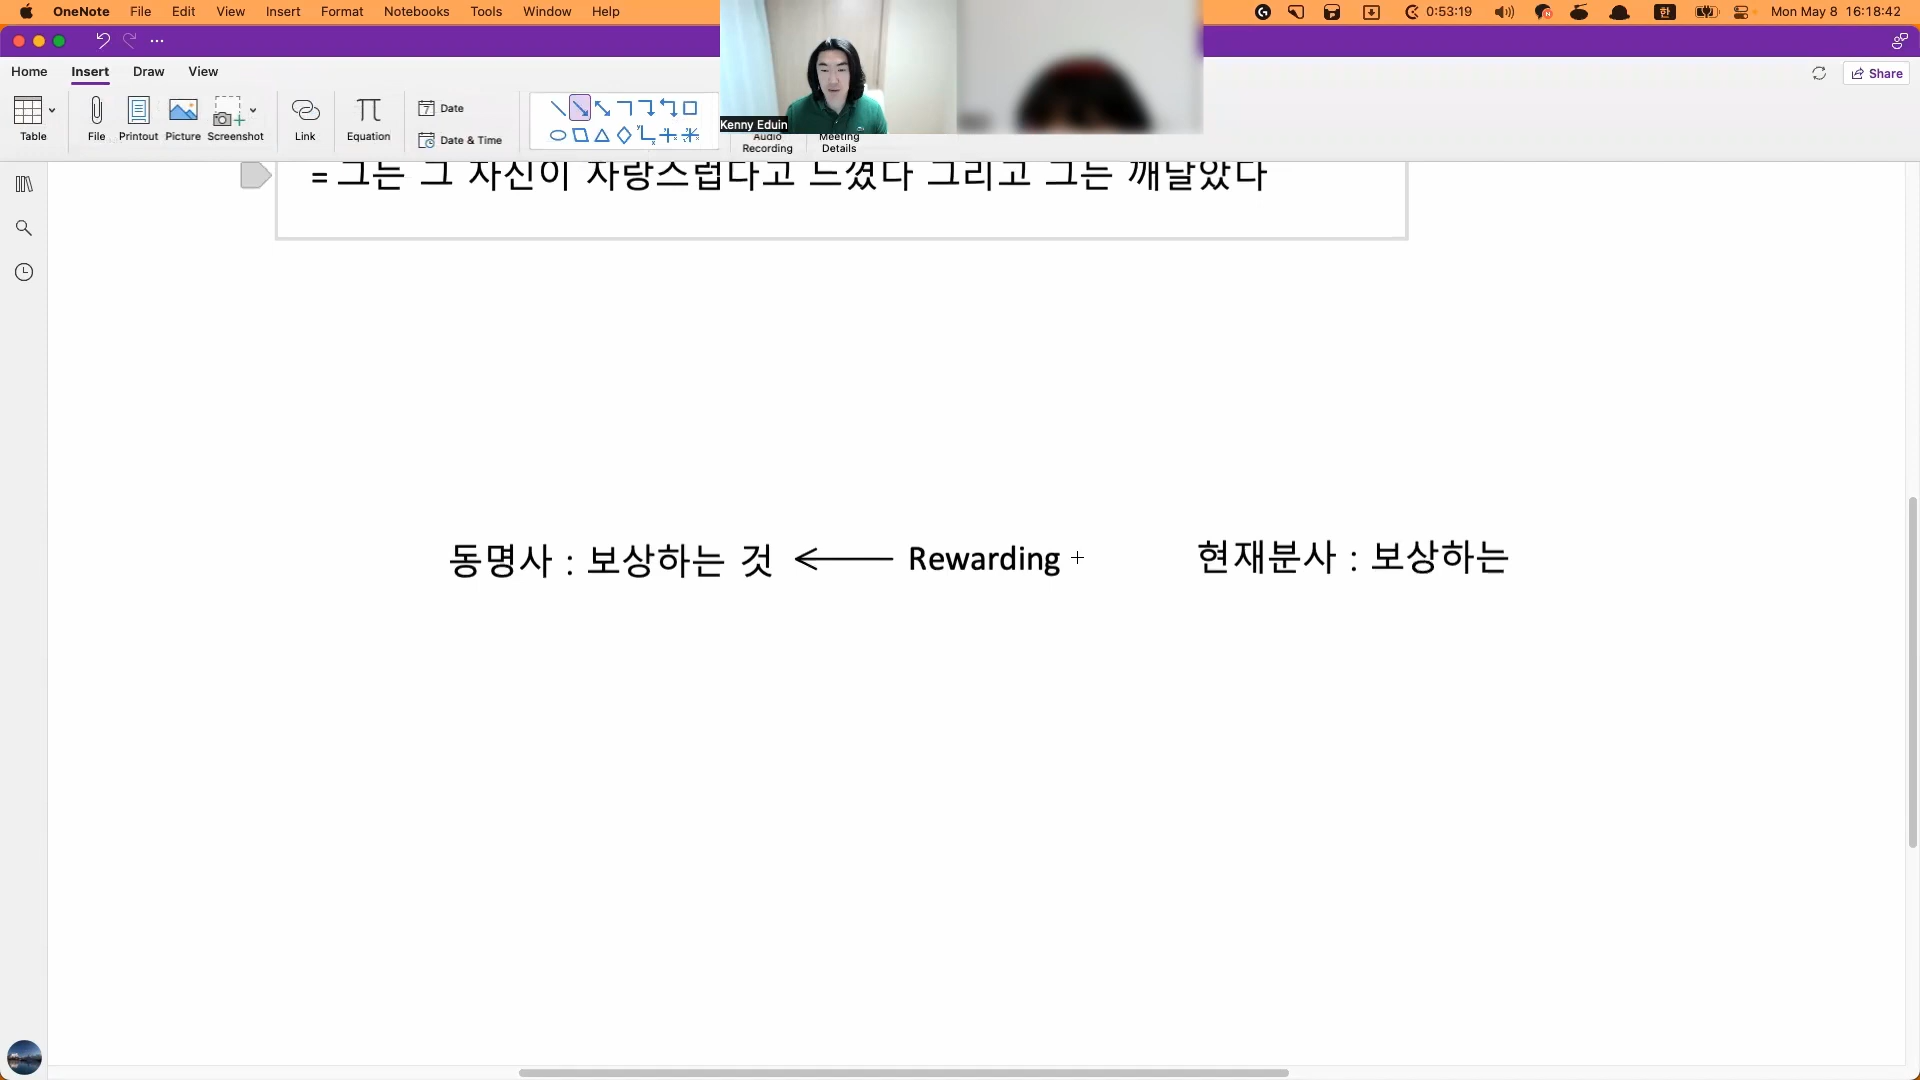 OneNote File Edit View Insert Format Notebooks Tools Window Help 0:53:19 한 Mon May 8 16:18:42
Home Insert Draw View Share
Table File Printout Picture Screenshot Link Equation Date
Date & Time
Kenny Eduin
Audio Recording
Meeting Details
= 그는 그 자신이 자랑스럽다고 느꼈다 그리고 그는 깨달았다
동명사 : 보상하는 것 Rewarding 현재분사 : 보상하는